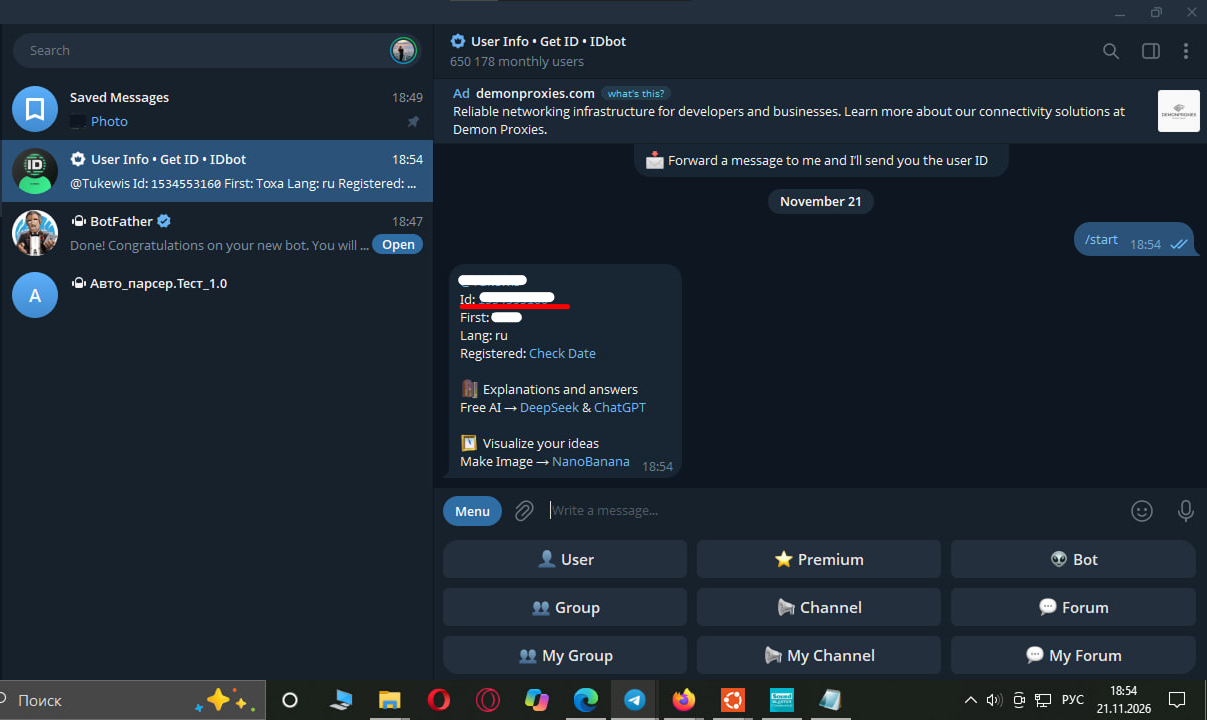 Search
Saved Messages 18:49
Photo
User Info • Get ID • IDbot 18:54
@Tukewis Id: 1534553160 First: Toxa Lang: ru Registered: ...
BotFather 18:47
Done! Congratulations on your new bot. You will ... Open
A
Авто_парсер.Тест_1.0
User Info • Get ID • IDbot
650 178 monthly users
Ad demonproxies.com what's this?
Reliable networking infrastructure for developers and businesses. Learn more about our connectivity solutions at
Demon Proxies.
DEMONPROXIES
Forward a message to me and I'll send you the user ID
November 21
/start 18:54
Id:
First:
Lang: ru
Registered: Check Date
Explanations and answers
Free AI → DeepSeek & ChatGPT
Visualize your ideas
Make Image → NanoBanana 18:54
Menu Write a message...
User Premium Bot
Group Channel Forum
My Group My Channel My Forum
Поиск
РУС
18:54
21.11.2026